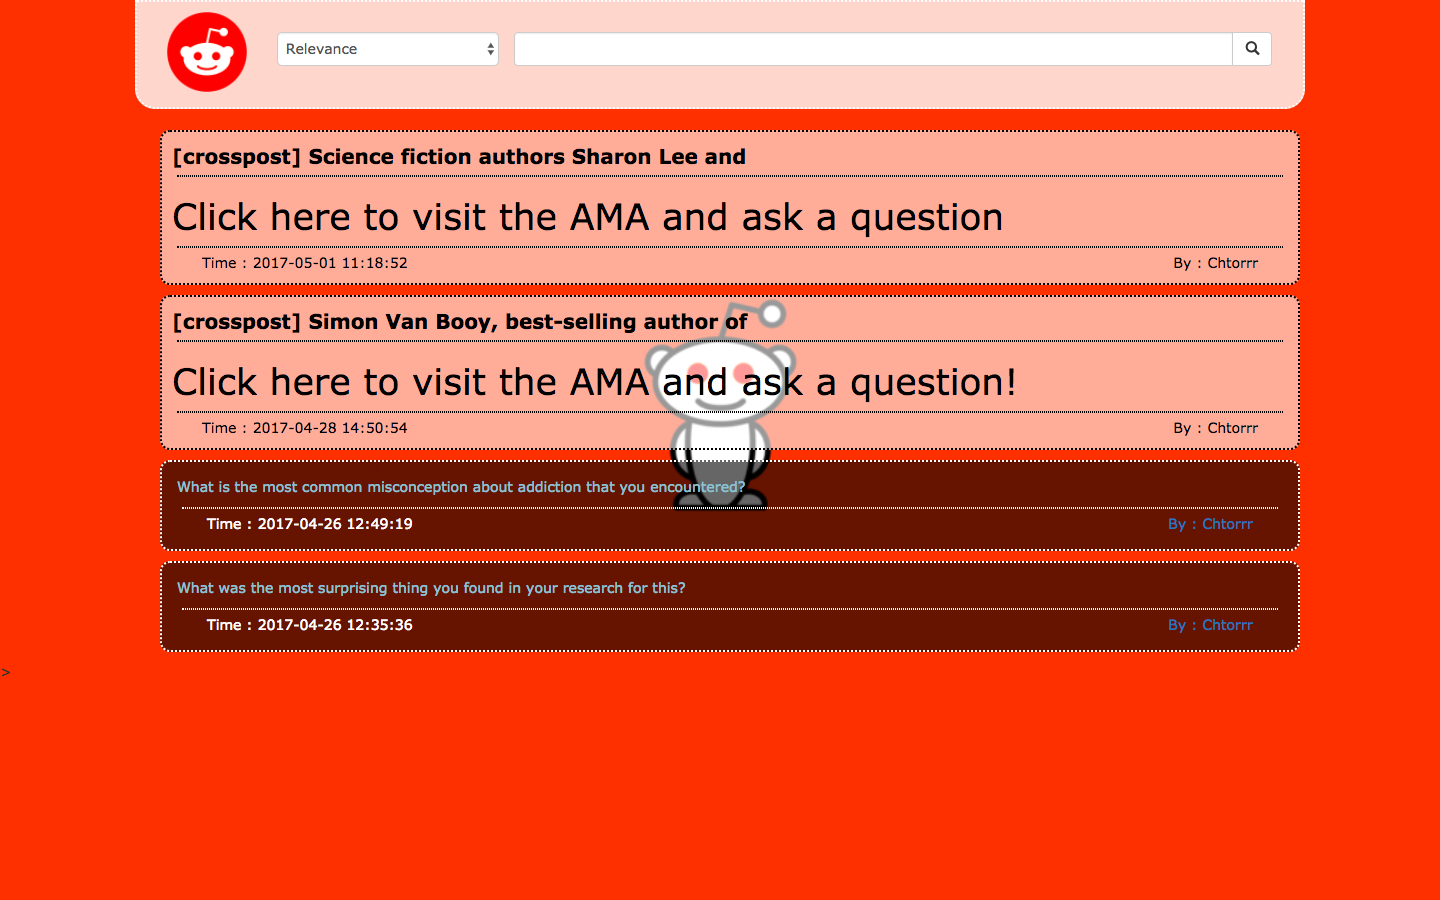 Relevance
[crosspost] Science fiction authors Sharon Lee and
Click here to visit the AMA and ask a question
Time : 2017-05-01 11:18:52 By : Chtorrr
[crosspost] Simon Van Booy, best-selling author of
Click here to visit the AMA and ask a question!
Time : 2017-04-28 14:50:54 By : Chtorrr
What is the most common misconception about addiction that you encountered?
Time : 2017-04-26 12:49:19 By : Chtorrr
What was the most surprising thing you found in your research for this?
Time : 2017-04-26 12:35:36 By : Chtorrr
>